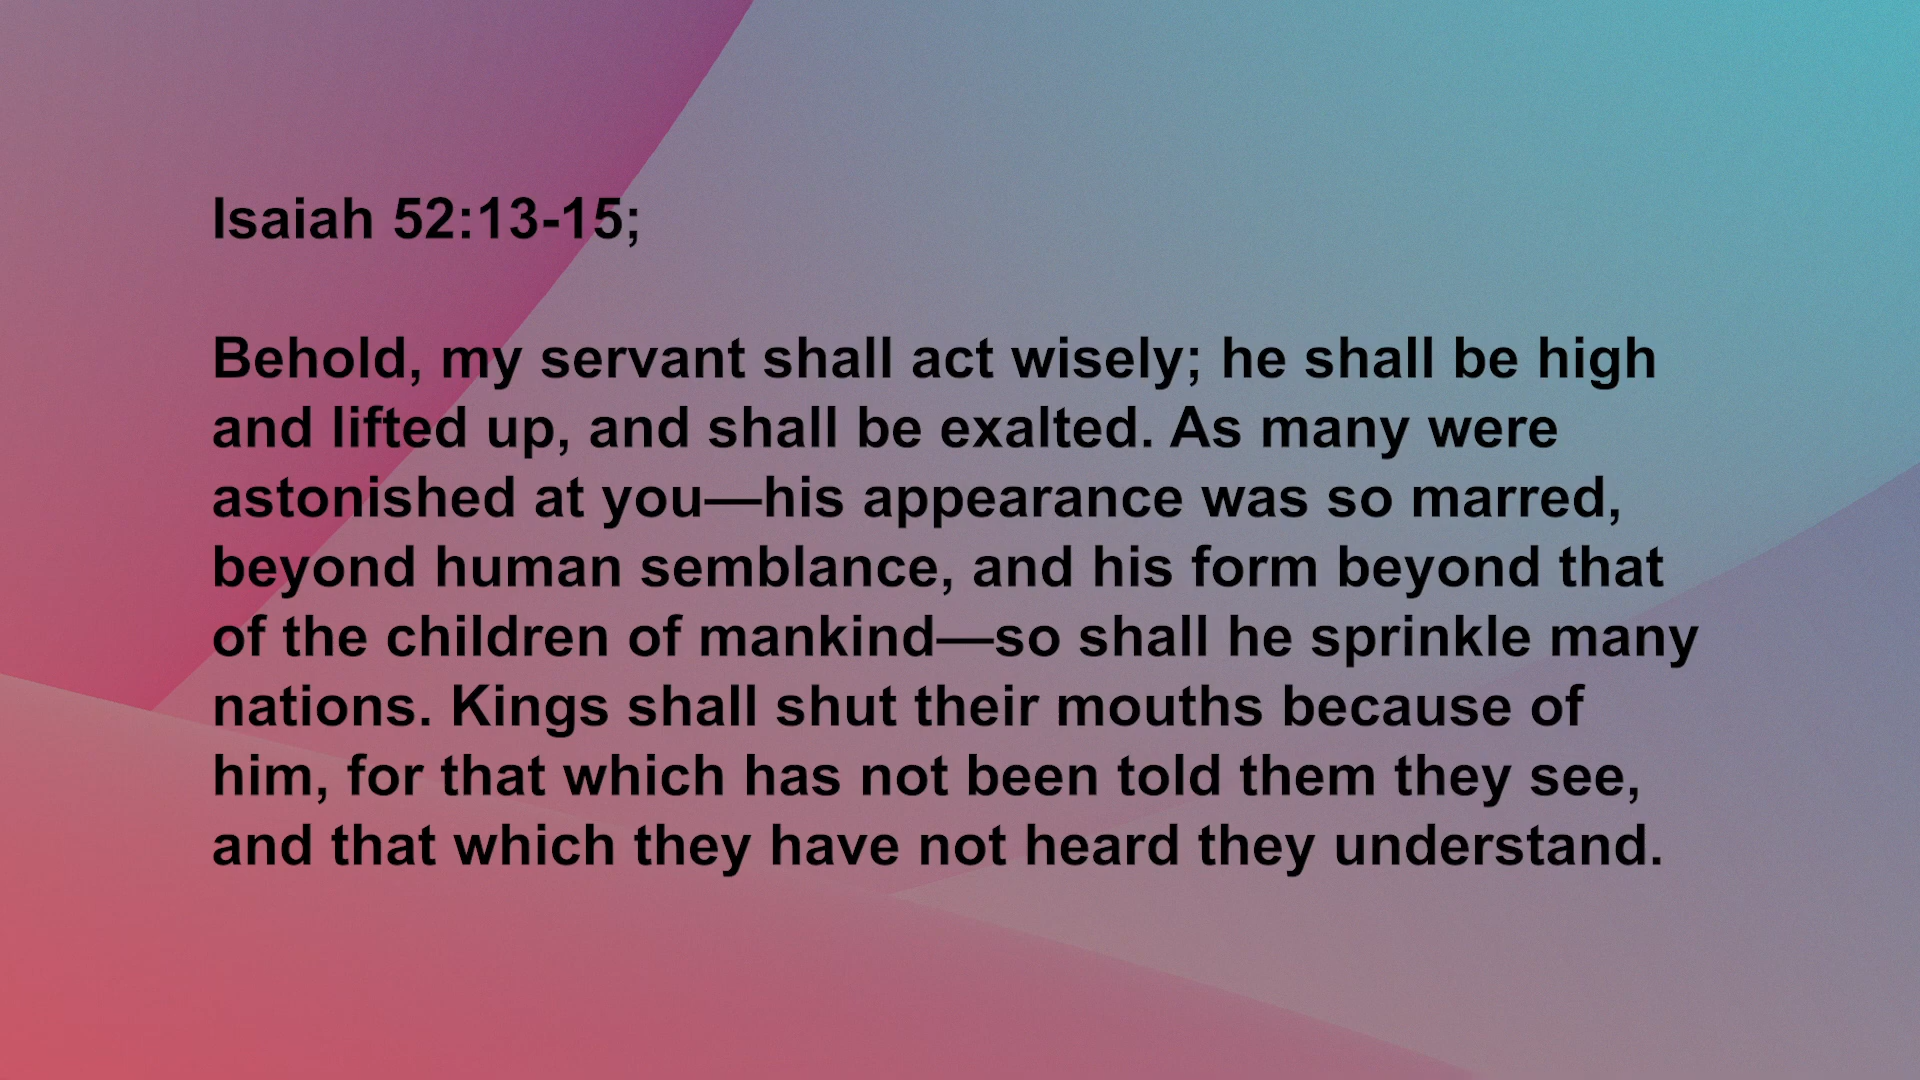 Isaiah 52:13-15;
Behold, my servant shall act wisely; he shall be high
and lifted up, and shall be exalted. As many were
astonished at you—his appearance was so marred,
beyond human semblance, and his form beyond that
of the children of mankind—so shall he sprinkle many
nations. Kings shall shut their mouths because of
him, for that which has not been told them they see,
and that which they have not heard they understand.